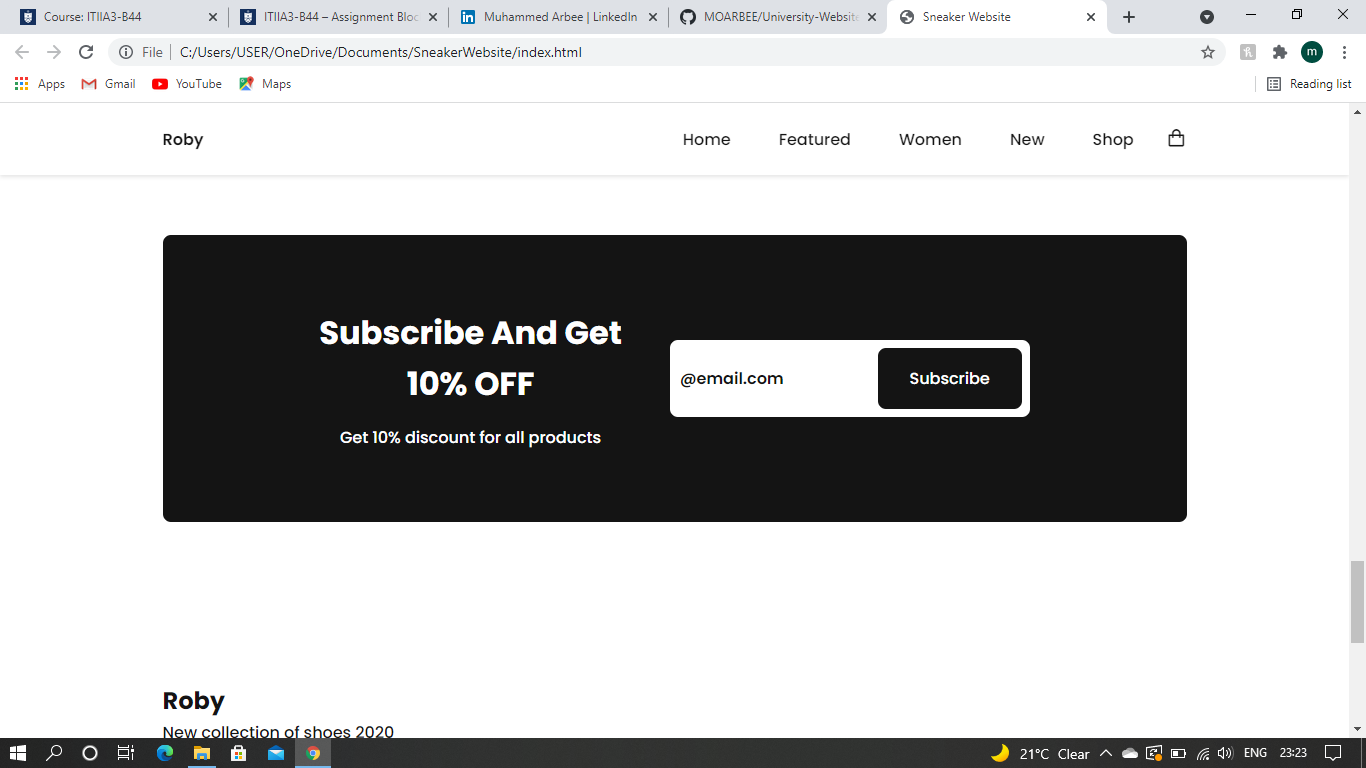 Course: ITIIA3-B44
ITIIA3-B44 – Assignment Bloc
Muhammed Arbee | LinkedIn
MOARBEE/University-Website
Sneaker Website
File
C:/Users/USER/OneDrive/Documents/SneakerWebsite/index.html
m
Apps
Gmail
YouTube
Maps
Reading list
Roby
Home
Featured
Women
New
Shop
Subscribe And Get
10% OFF
Get 10% discount for all products
@email.com
Subscribe
Roby
New collection of shoes 2020
21°C Clear
ENG
23:23